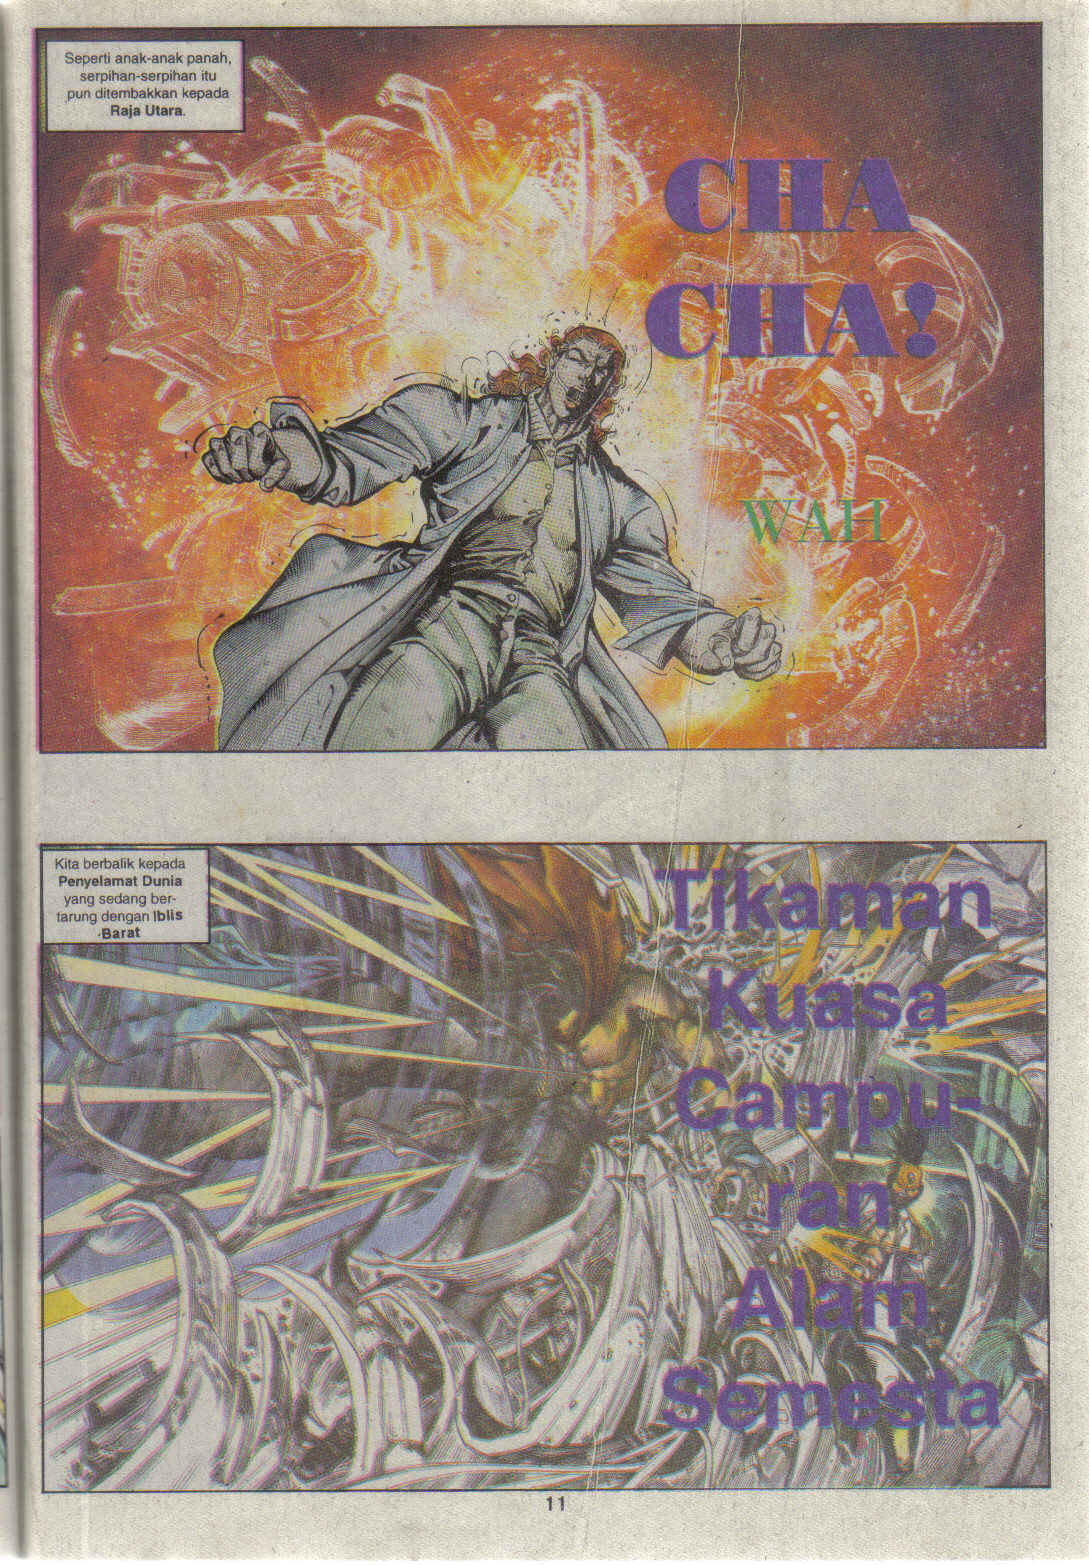 Seperti anak-anak panah,
serpihan-serpihan itu
pun ditembakkan kepada
Raja Utara.
CHA
CHA!
WAH
Kita berbalik kepada
Penyelamat Dunia
yang sedang ber-
tarung dengan Iblis
Barat
Tikaman
Kuasa
Campu-
ran
Alam
Semesta
11